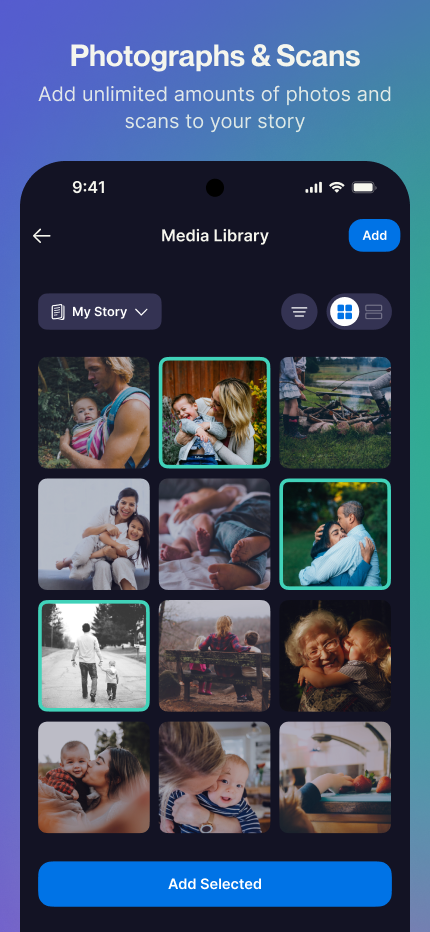 Photographs & Scans
Add unlimited amounts of photos and
scans to your story
9:41
Media Library
Add
My Story
Add Selected